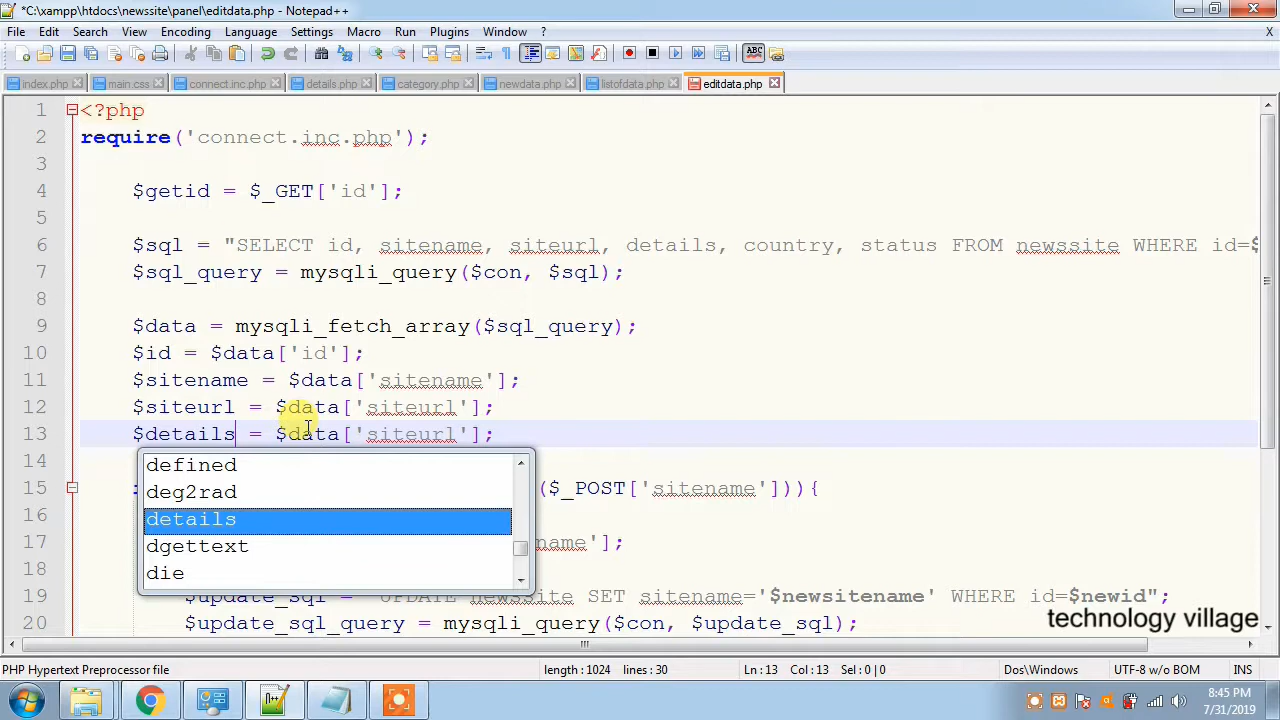 *C:\xampp\htdocs\newssite\panel\editdata.php - Notepad++
File Edit Search View Encoding Language Settings Macro Run Plugins Window ? X
index.php main.css connect.inc.php details.php category.php newdata.php listofdata.php editdata.php
1 <?php
2 require('connect.inc.php');
3
4 $getid = $_GET['id'];
5
6 $sql = "SELECT id, sitename, siteurl, details, country, status FROM newssite WHERE id=$
7 $sql_query = mysqli_query($con, $sql);
8
9 $data = mysqli_fetch_array($sql_query);
10 $id = $data['id'];
11 $sitename = $data['sitename'];
12 $siteurl = $data['siteurl'];
13 $details = $data['siteurl'];
14
defined
15 ($_POST['sitename'])){
deg2rad
16
details
17 name'];
dgettext
18
die
19 $update_sql = "UPDATE newssite SET sitename='$newsitename' WHERE id=$newid";
technology village
20 $update_sql_query = mysqli_query($con, $update_sql);
PHP Hypertext Preprocessor file length : 1024 lines : 30 Ln : 13 Col : 13 Sel : 0 | 0 Dos\Windows UTF-8 w/o BOM INS
8:45 PM
7/31/2019